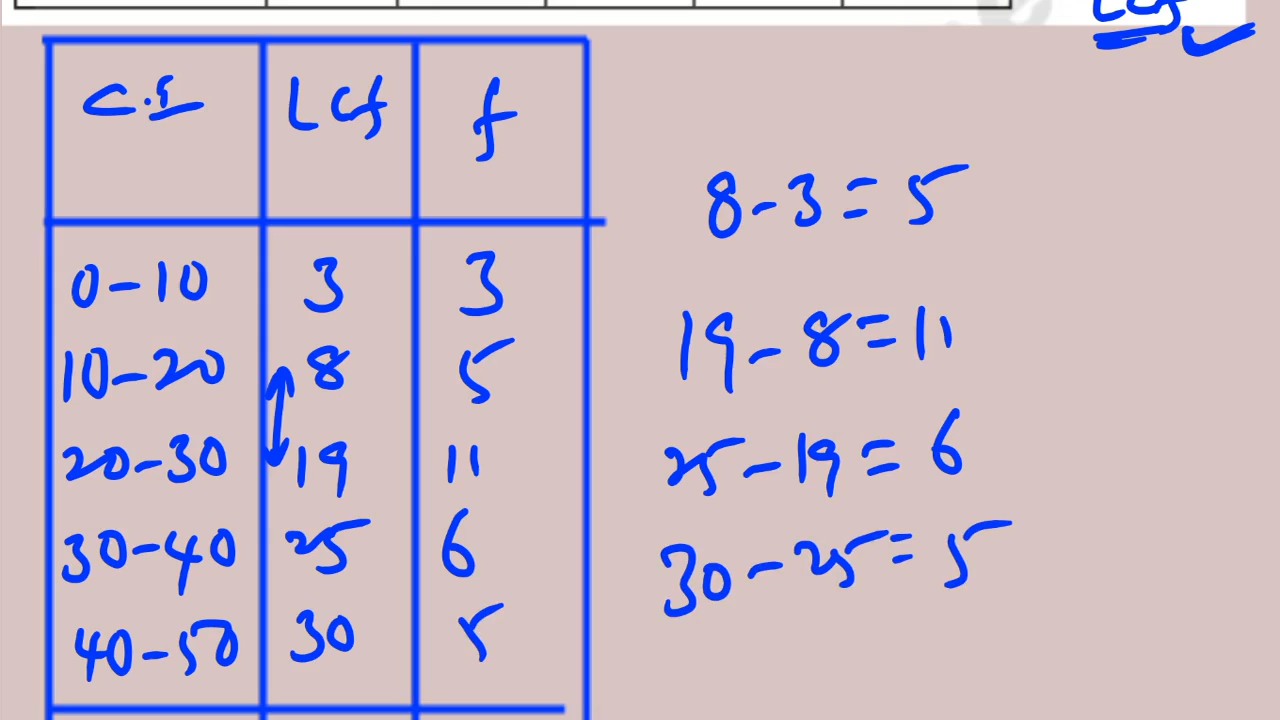 Lcf
C.I Lcf f
0-10 3 3
10-20 8 5
20-30 19 11
30-40 25 6
40-50 30 5
8-3=5
19-8=11
25-19=6
30-25=5